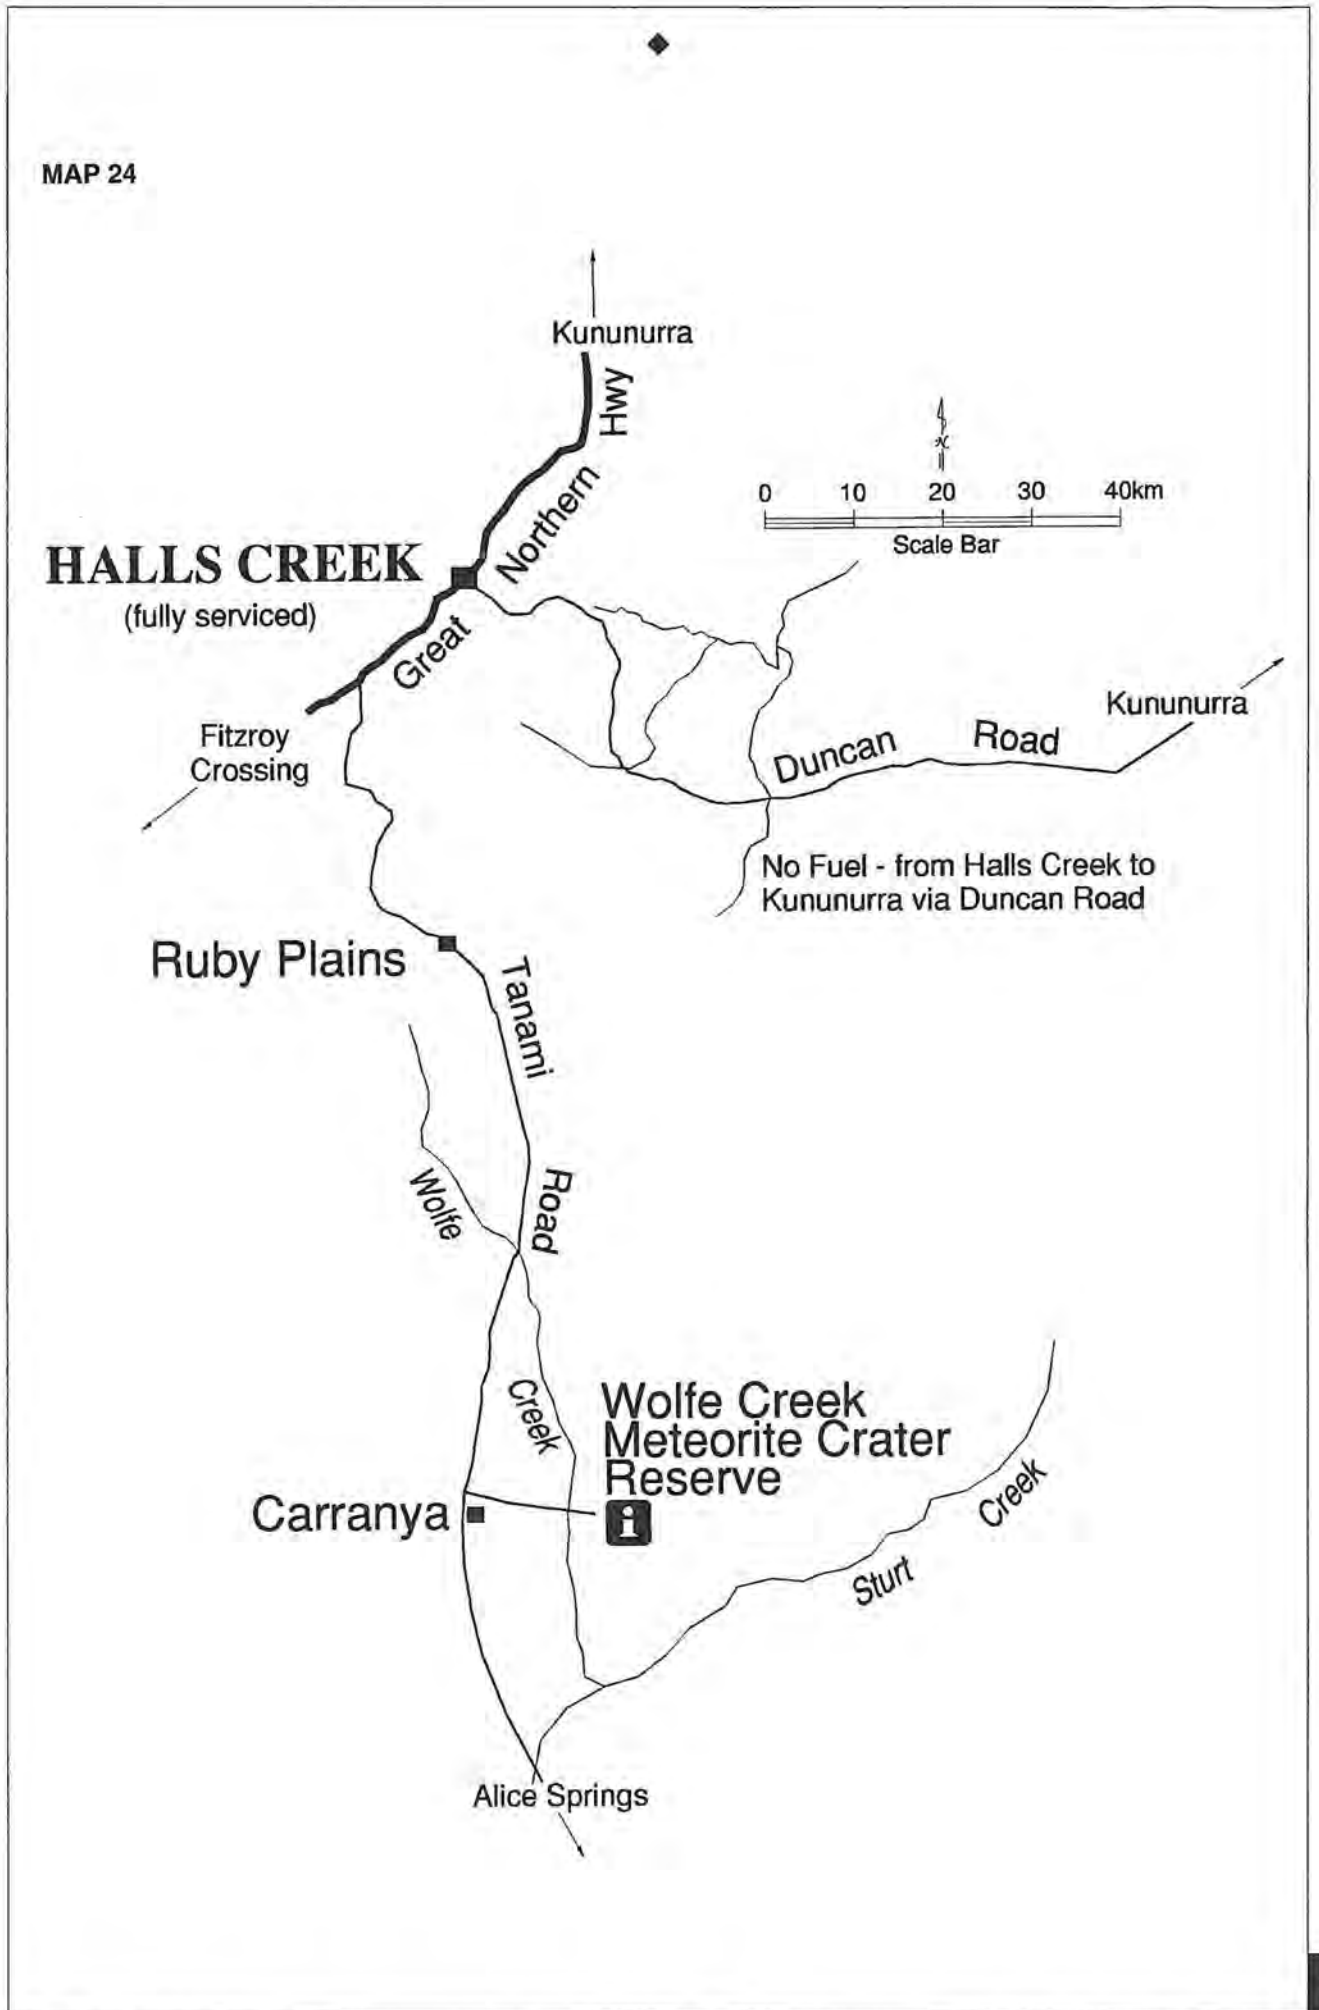 MAP 24
Kununurra
Hwy
Northern
Great
N
0 10 20 30 40km
Scale Bar
HALLS CREEK
(fully serviced)
Fitzroy
Crossing
Kununurra
Duncan Road
No Fuel - from Halls Creek to
Kununurra via Duncan Road
Ruby Plains
Tanami
Road
Wolfe
Creek
Wolfe Creek
Meteorite Crater
Reserve
i
Carranya
Sturt Creek
Alice Springs